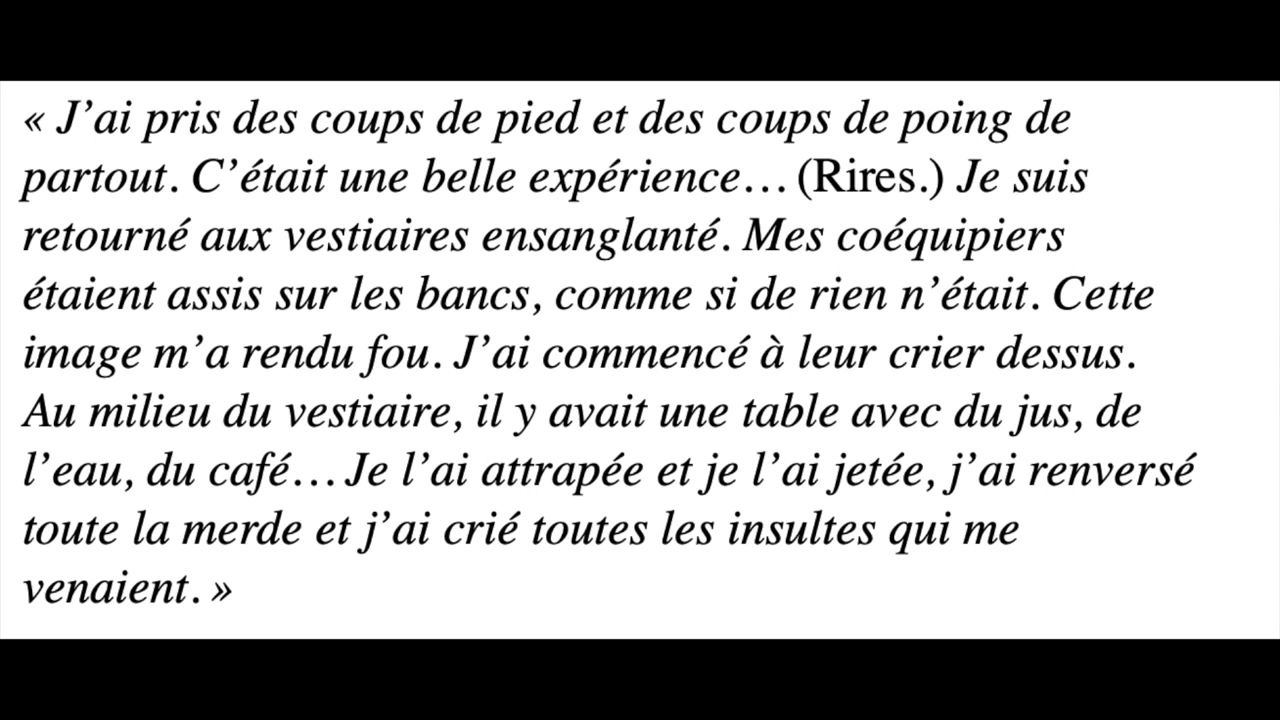 « J’ai pris des coups de pied et des coups de poing de
partout. C’était une belle expérience… (Rires.) Je suis
retourné aux vestiaires ensanglanté. Mes coéquipiers
étaient assis sur les bancs, comme si de rien n’était. Cette
image m’a rendu fou. J’ai commencé à leur crier dessus.
Au milieu du vestiaire, il y avait une table avec du jus, de
l’eau, du café… Je l’ai attrapée et je l’ai jetée, j’ai renversé
toute la merde et j’ai crié toutes les insultes qui me
venaient. »